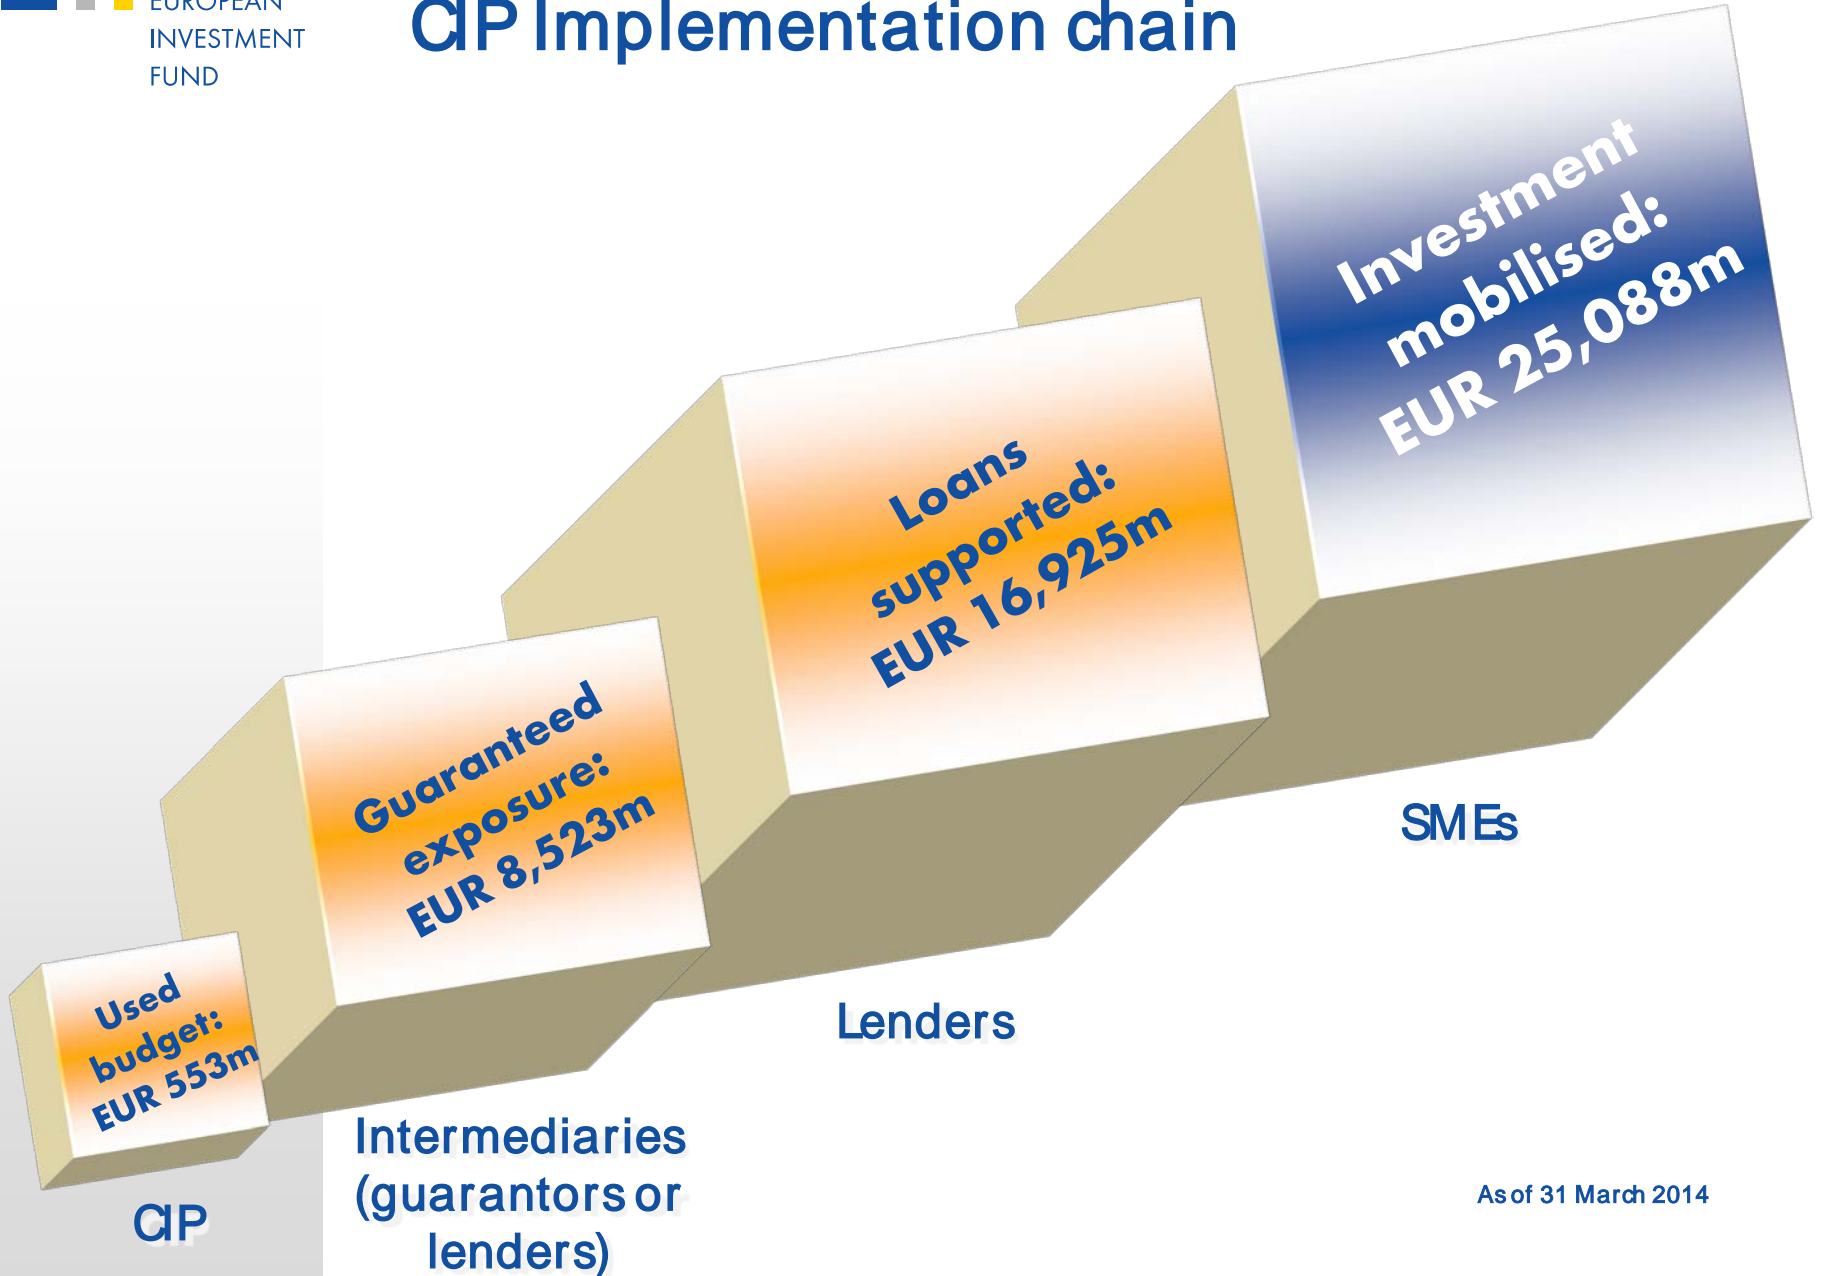 EUROPEAN
INVESTMENT
FUND
CIP Implementation chain
Investment
mobilised:
EUR 25,088m
Loans
supported:
EUR 16,925m
Guaranteed
exposure:
EUR 8,523m
Used
budget:
EUR 553m
SMEs
Lenders
Intermediaries
(guarantors or
lenders)
CIP
As of 31 March 2014